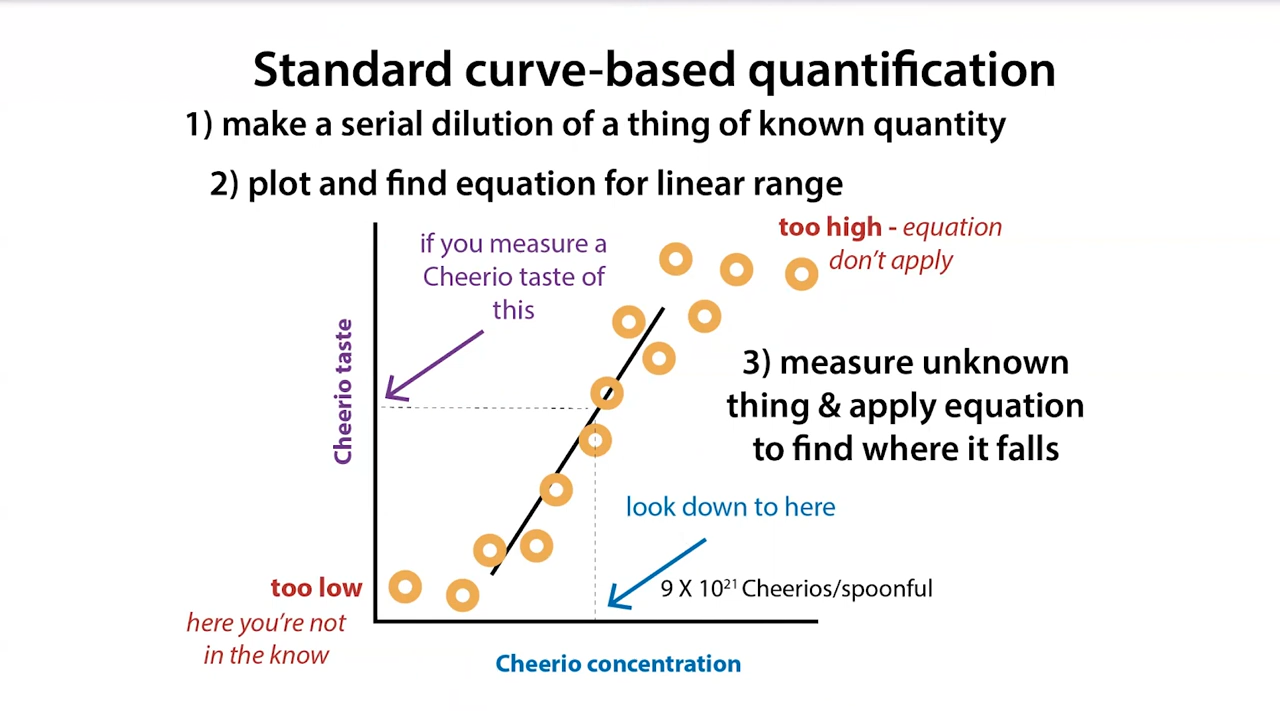 Standard curve-based quantification
1) make a serial dilution of a thing of known quantity
2) plot and find equation for linear range
too high - equation
don't apply
if you measure a
Cheerio taste of
this
Cheerio taste
3) measure unknown
thing & apply equation
to find where it falls
look down to here
too low
9 X 10²¹ Cheerios/spoonful
here you're not
in the know
Cheerio concentration